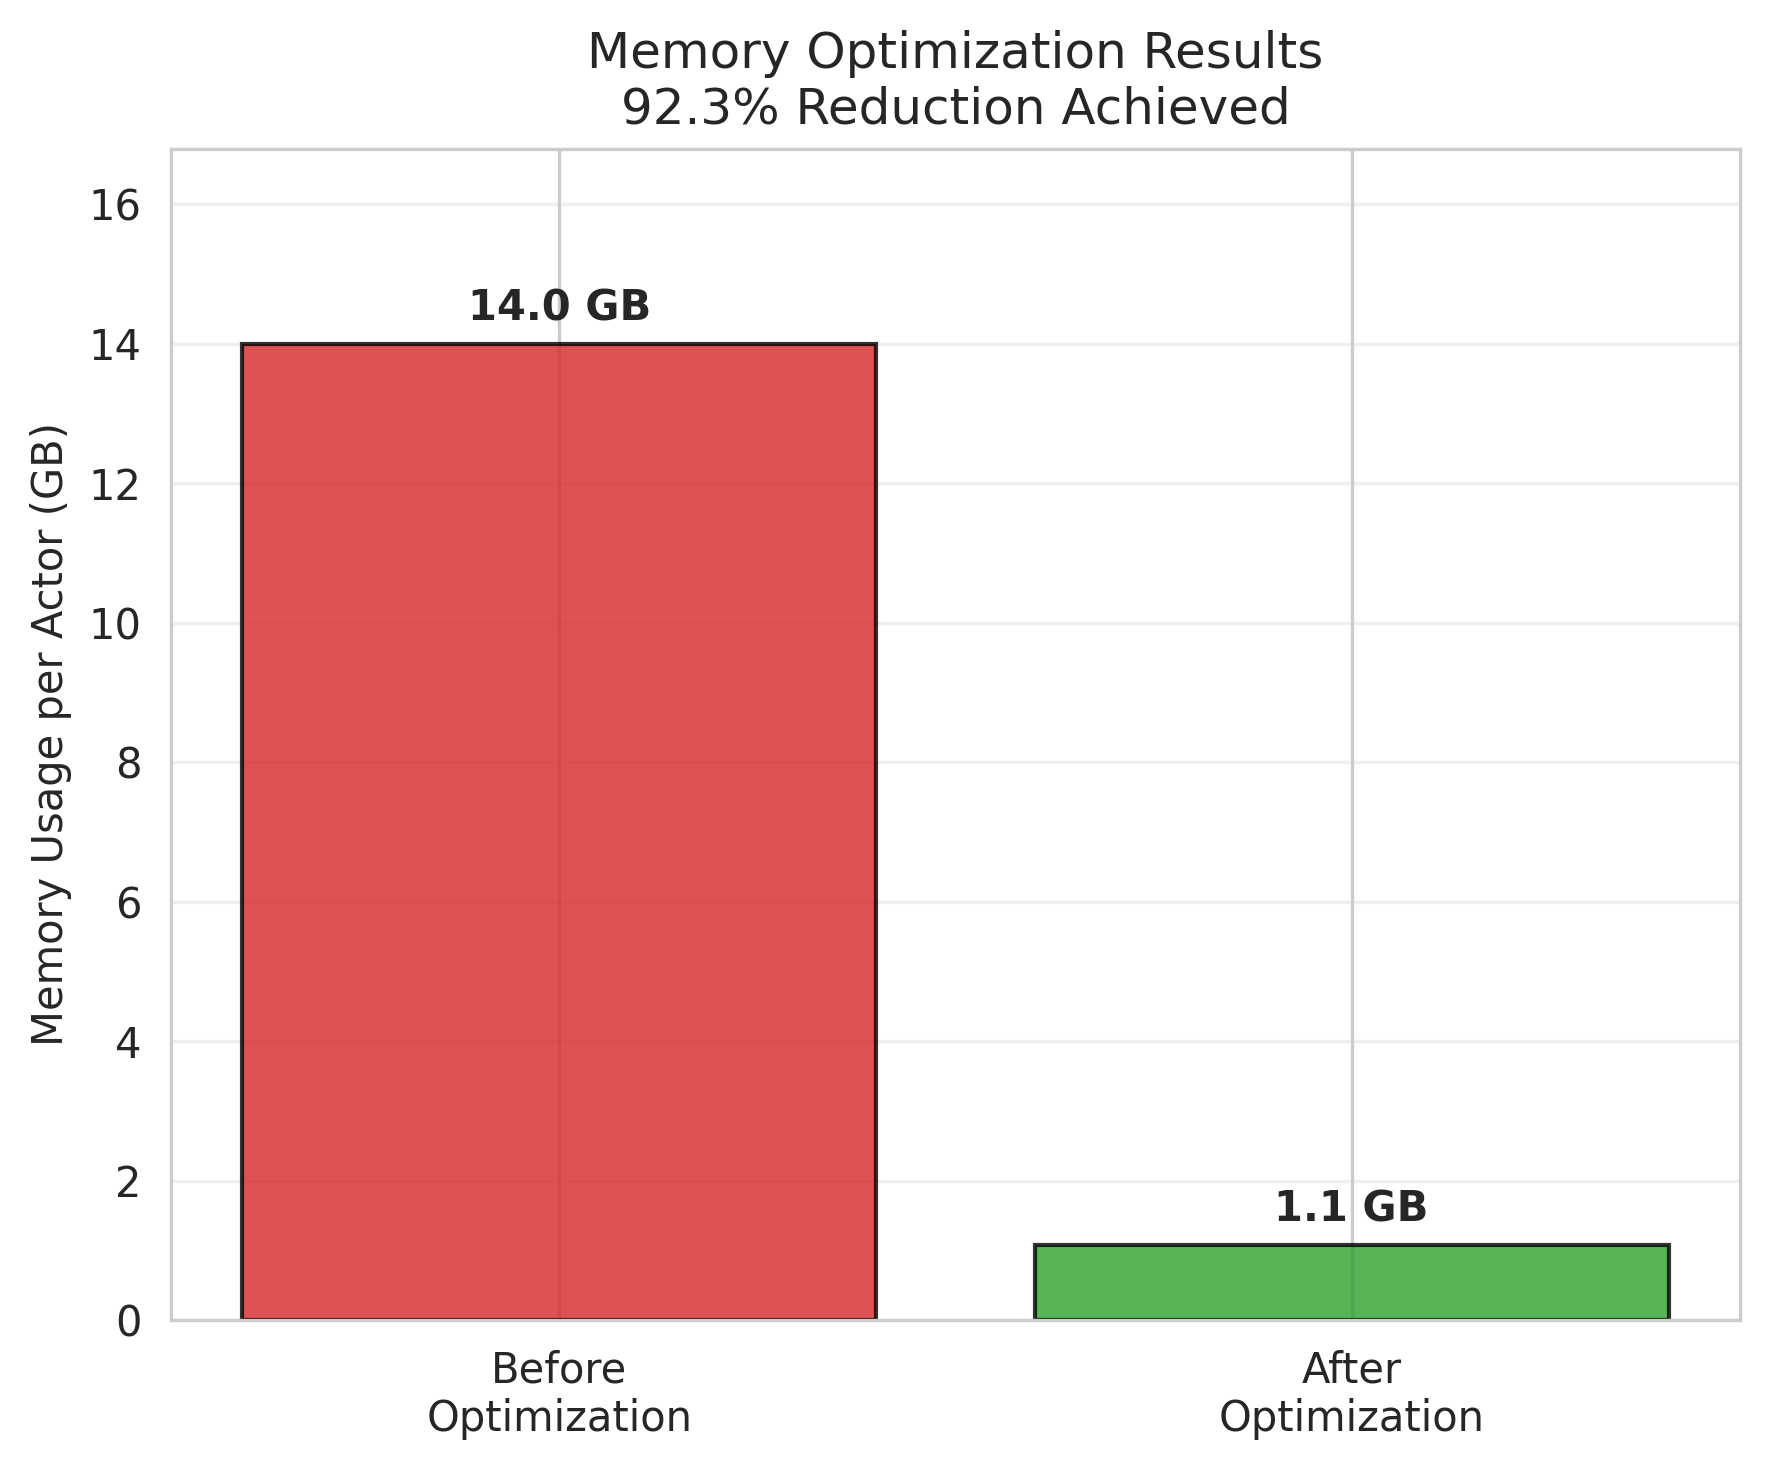 Memory Optimization Results
92.3% Reduction Achieved
Memory Usage per Actor (GB)
16
14
12
10
8
6
4
2
0
14.0 GB
1.1 GB
Before
Optimization
After
Optimization